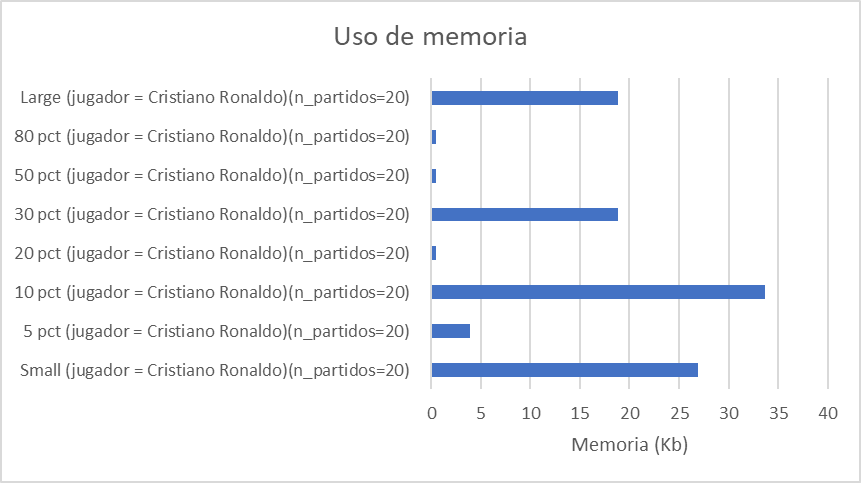 Uso de memoria
Large (jugador = Cristiano Ronaldo)(n_partidos=20)
80 pct (jugador = Cristiano Ronaldo)(n_partidos=20)
50 pct (jugador = Cristiano Ronaldo)(n_partidos=20)
30 pct (jugador = Cristiano Ronaldo)(n_partidos=20)
20 pct (jugador = Cristiano Ronaldo)(n_partidos=20)
10 pct (jugador = Cristiano Ronaldo)(n_partidos=20)
5 pct (jugador = Cristiano Ronaldo)(n_partidos=20)
Small (jugador = Cristiano Ronaldo)(n_partidos=20)
0 5 10 15 20 25 30 35 40
Memoria (Kb)